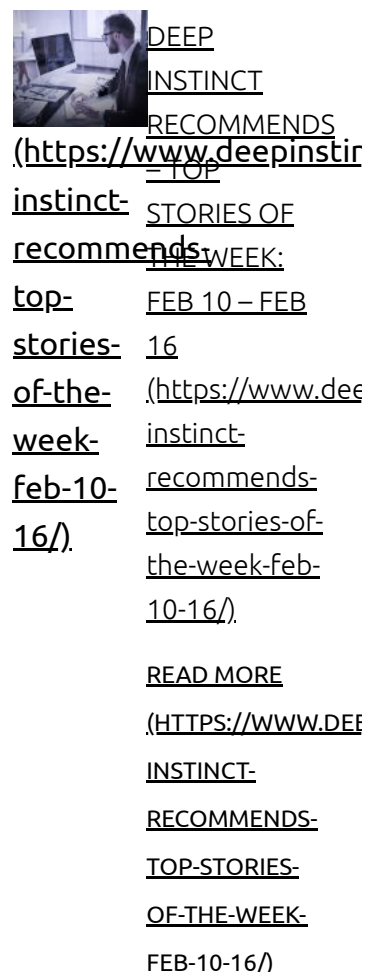 (https://www.deepinstin
instinct-
recommends-
top-
stories-
of-the-
week-
feb-10-
16/)
DEEP
INSTINCT
RECOMMENDS
– TOP
STORIES OF
THE WEEK:
FEB 10 – FEB
16
(https://www.dee
instinct-
recommends-
top-stories-of-
the-week-feb-
10-16/)
READ MORE
(HTTPS://WWW.DEE
INSTINCT-
RECOMMENDS-
TOP-STORIES-
OF-THE-WEEK-
FEB-10-16/)